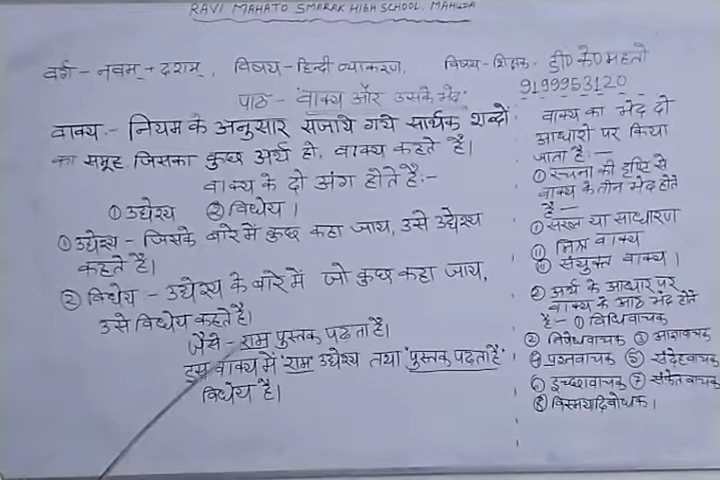 RAVI MAHATO SMARAK HIGH SCHOOL, MAHUDA
वर्ग - नवम् + दशम्, विषय - हिन्दी व्याकरण, विषय - शिक्षक - डी० के० महतो
9199953120
पाठ - 'वाक्य और उसके भेद'
वाक्य :- नियम के अनुसार सजाये गये सार्थक शब्दों
का समूह जिसका कुछ अर्थ हो, वाक्य कहते हैं।
वाक्य के दो अंग होते हैं:-
① उद्येश्य ② विधेय।
① उद्येश्य - जिसके बारे में कुछ कहा जाय, उसे उद्येश्य
कहते हैं।
② विधेय - उद्येश्य के बारे में जो कुछ कहा जाय,
उसे विधेय कहते हैं।
जैसे - राम पुस्तक पढ़ता है।
इस वाक्य में 'राम' उद्येश्य तथा 'पुस्तक पढ़ता है'
विधेय है।
वाक्य का भेद दो
आधारों पर किया
जाता है :-
① रचना की दृष्टि से
वाक्य के तीन भेद होते
हैं -
① सरल या साधारण
⑪ मिश्र वाक्य
⑪ संयुक्त वाक्य।
② अर्थ के आधार पर
वाक्य के आठ भेद होते
हैं - ① विधिवाचक
② निषेधवाचक ③ आज्ञावाचक
④ प्रश्नवाचक ⑤ संदेहवाचक
⑥ इच्छावाचक ⑦ संकेतवाचक
⑧ विस्मयादिबोधक।